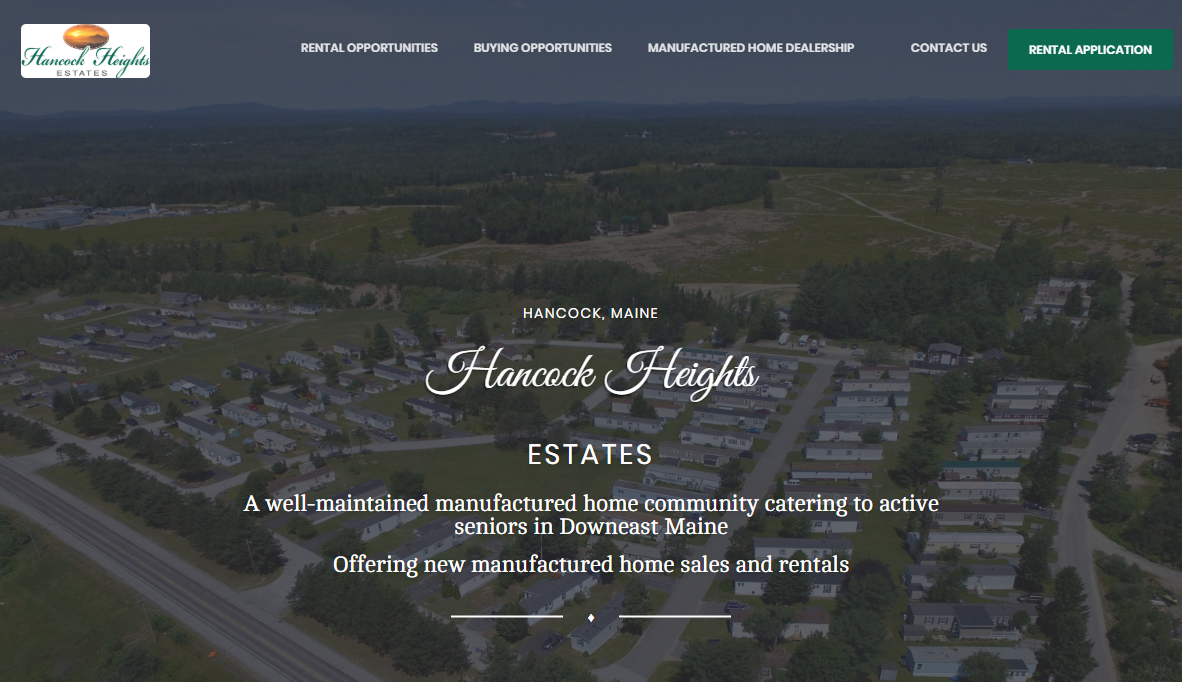 Hancock Heights
ESTATES
RENTAL OPPORTUNITIES
BUYING OPPORTUNITIES
MANUFACTURED HOME DEALERSHIP
CONTACT US
RENTAL APPLICATION
HANCOCK, MAINE
Hancock Heights
ESTATES
A well-maintained manufactured home community catering to active
seniors in Downeast Maine
Offering new manufactured home sales and rentals